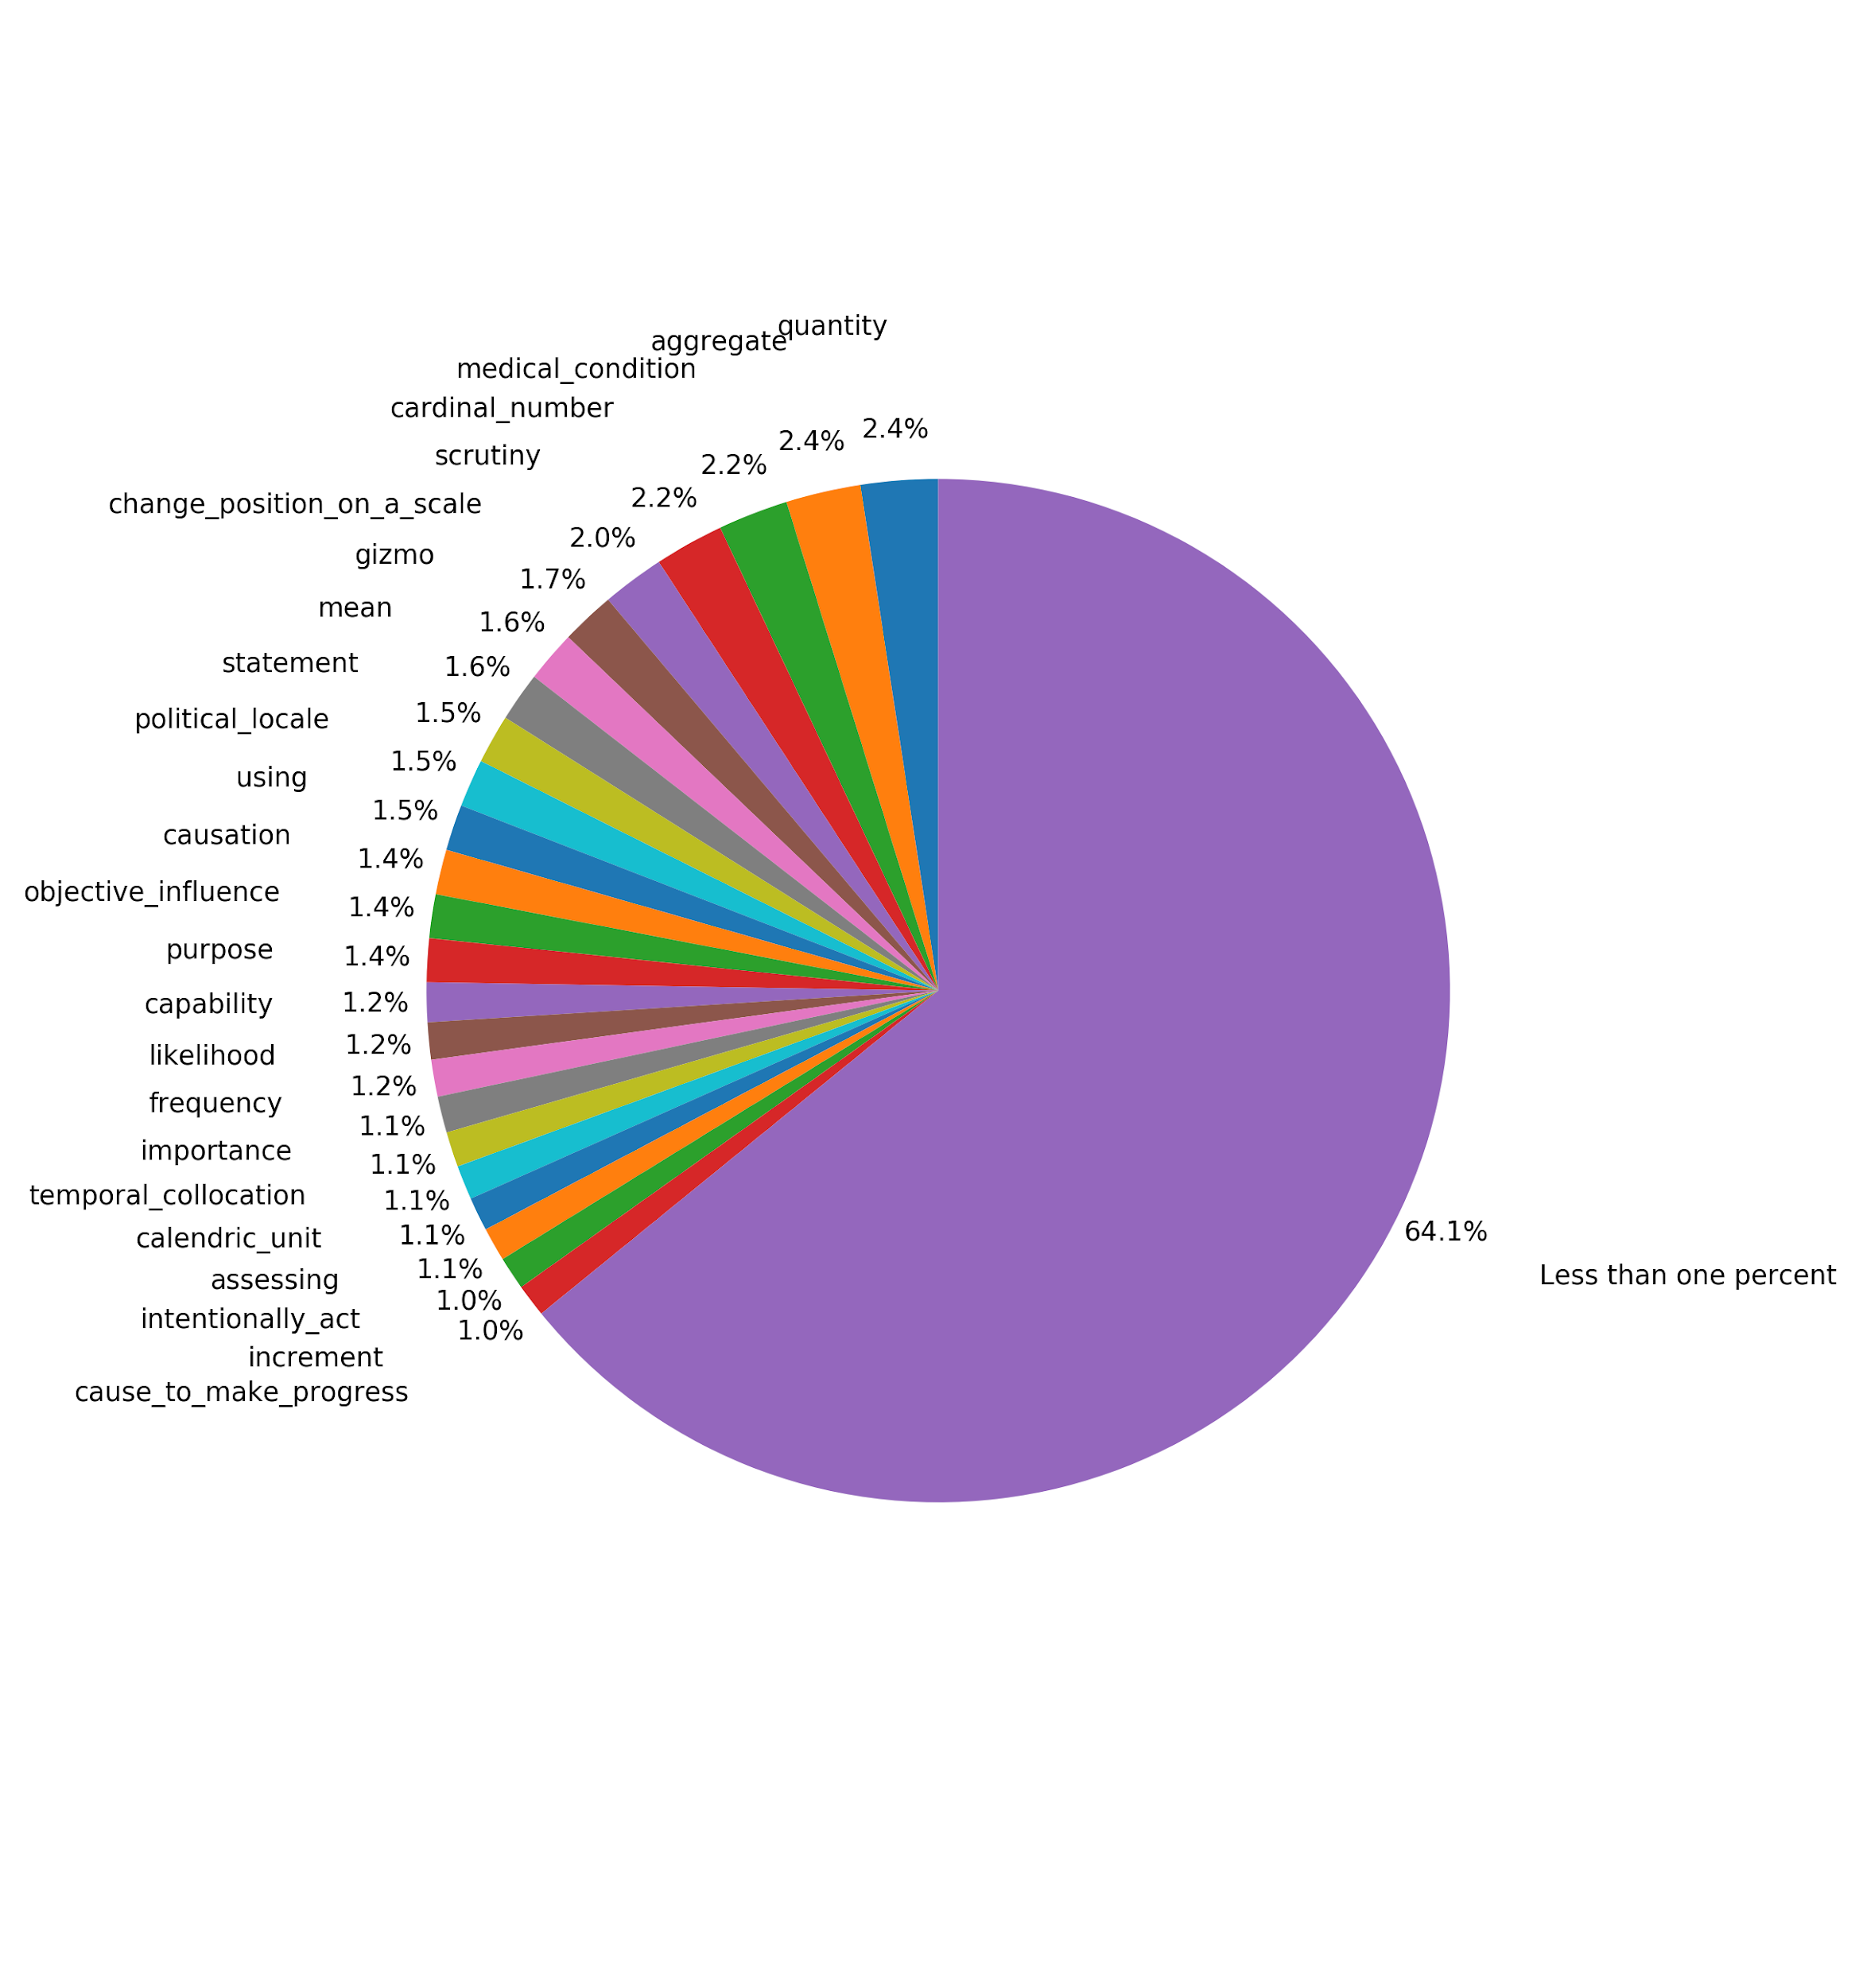 quantity
aggregate
medical_condition
cardinal_number
scrutiny
change_position_on_a_scale
gizmo
mean
statement
political_locale
using
causation
objective_influence
purpose
capability
likelihood
frequency
importance
temporal_collocation
calendric_unit
assessing
intentionally_act
increment
cause_to_make_progress
Less than one percent
2.4%
2.4%
2.2%
2.2%
2.0%
1.7%
1.6%
1.6%
1.5%
1.5%
1.5%
1.4%
1.4%
1.4%
1.2%
1.2%
1.2%
1.1%
1.1%
1.1%
1.1%
1.1%
1.0%
1.0%
64.1%